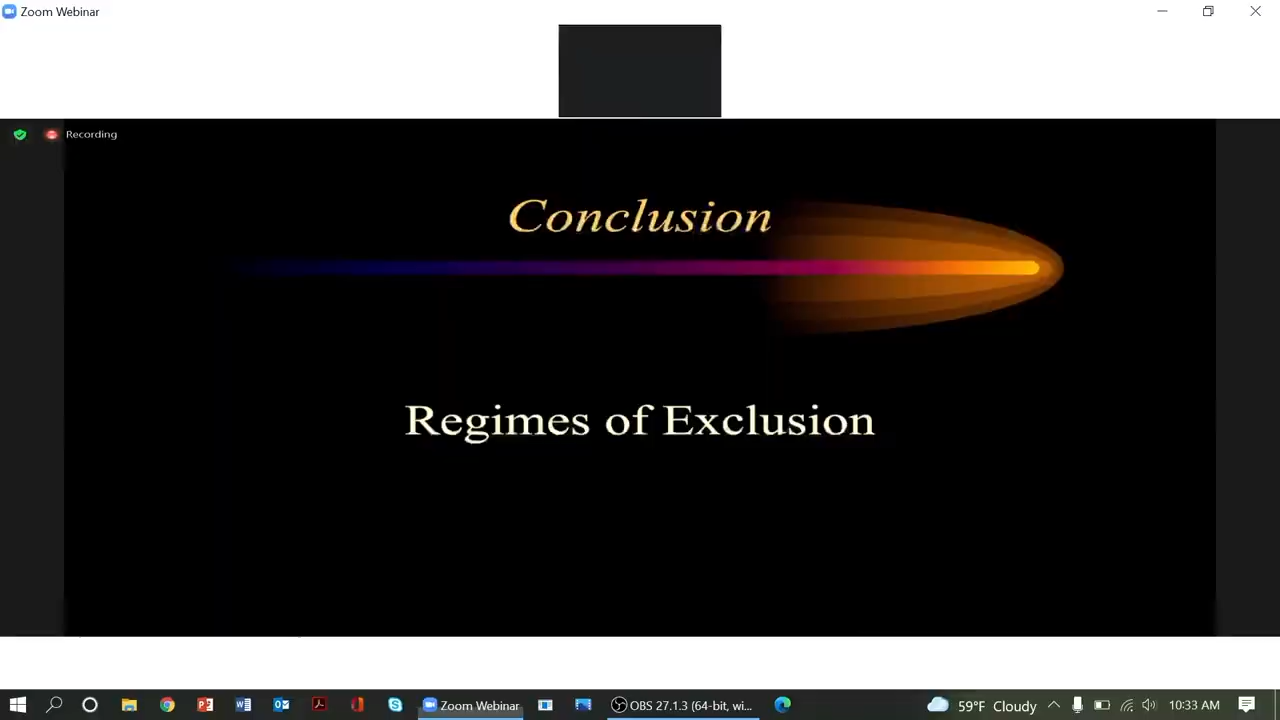 Zoom Webinar
Recording
Conclusion
Regimes of Exclusion
Zoom Webinar
OBS 27.1.3 (64-bit, wi...
59°F Cloudy
10:33 AM